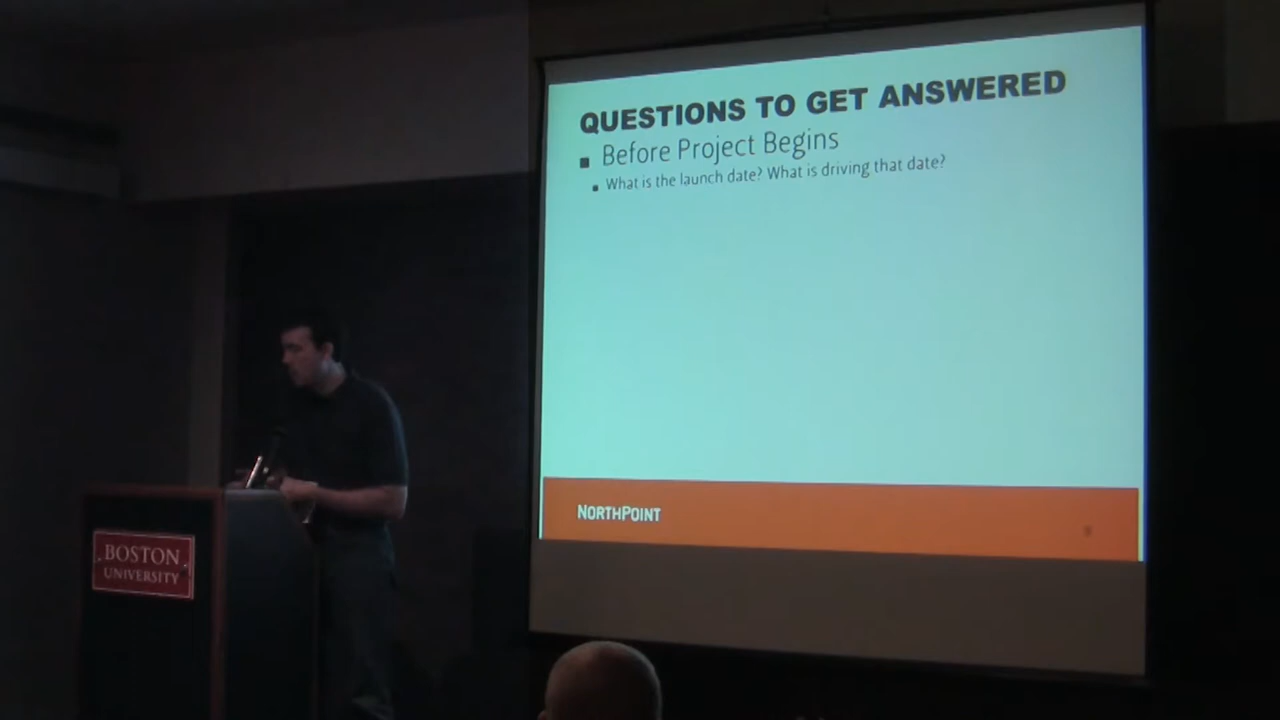 QUESTIONS TO GET ANSWERED
Before Project Begins
What is the launch date? What is driving that date?
NORTHPOINT
BOSTON
UNIVERSITY